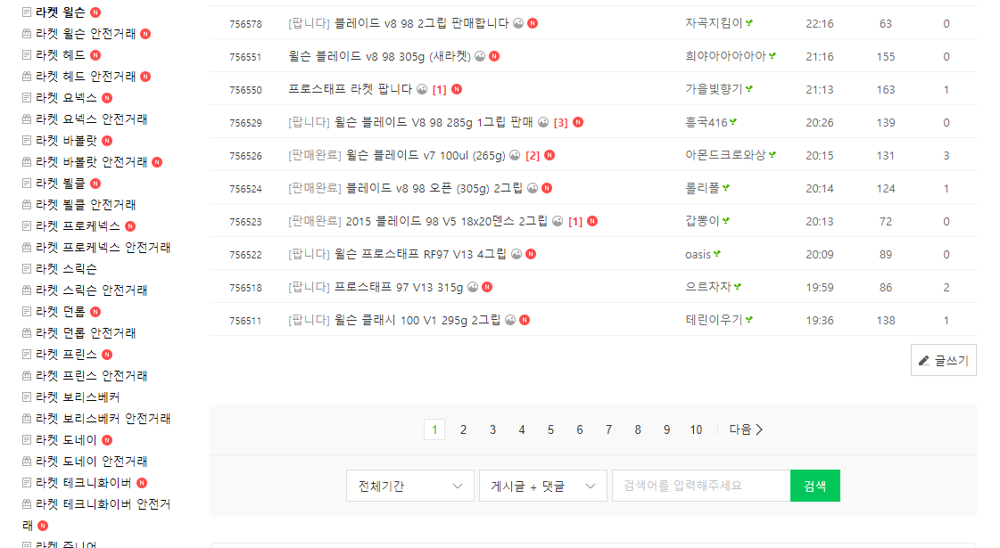 라켓 윌슨 N
라켓 윌슨 안전거래 N
라켓 헤드 N
라켓 헤드 안전거래 N
라켓 요넥스 N
라켓 요넥스 안전거래
라켓 바볼랏 N
라켓 바볼랏 안전거래 N
라켓 뵐클 N
라켓 뵐클 안전거래
라켓 프로케넥스 N
라켓 프로케넥스 안전거래
라켓 스릭슨
라켓 스릭슨 안전거래
라켓 던롭 N
라켓 던롭 안전거래
라켓 프린스 N
라켓 프린스 안전거래
라켓 보리스베커
라켓 보리스베커 안전거래
라켓 도네이 N
라켓 도네이 안전거래
라켓 테크니화이버 N
라켓 테크니화이버 안전거
래 N
라켓 주니어
756578 [팝니다] 블레이드 v8 98 2그립 판매합니다 N 자곡지킴이 22:16 63 0
756551 윌슨 블레이드 v8 98 305g (새라켓) N 희야아아아아아 21:16 155 0
756550 프로스태프 라켓 팝니다 [1] N 가을빛향기 21:13 163 1
756529 [팝니다] 윌슨 블레이드 V8 98 285g 1그립 판매 [3] N 흥국416 20:26 139 0
756526 [판매완료] 윌슨 블레이드 v7 100ul (265g) [2] N 아몬드크로와상 20:15 131 3
756524 [판매완료] 블레이드 v8 98 오픈 (305g) 2그립 N 롤리폴 20:14 124 1
756523 [판매완료] 2015 블레이드 98 V5 18x20덴스 2그립 [1] N 갑뽕이 20:13 72 0
756522 [팝니다] 윌슨 프로스태프 RF97 V13 4그립 N oasis 20:09 89 0
756518 [팝니다] 프로스태프 97 V13 315g N 으르차차 19:59 86 2
756511 [팝니다] 윌슨 클래시 100 V1 295g 2그립 N 테린이우기 19:36 138 1
글쓰기
1 2 3 4 5 6 7 8 9 10 다음
전체기간 게시글 + 댓글 검색어를 입력해주세요 검색